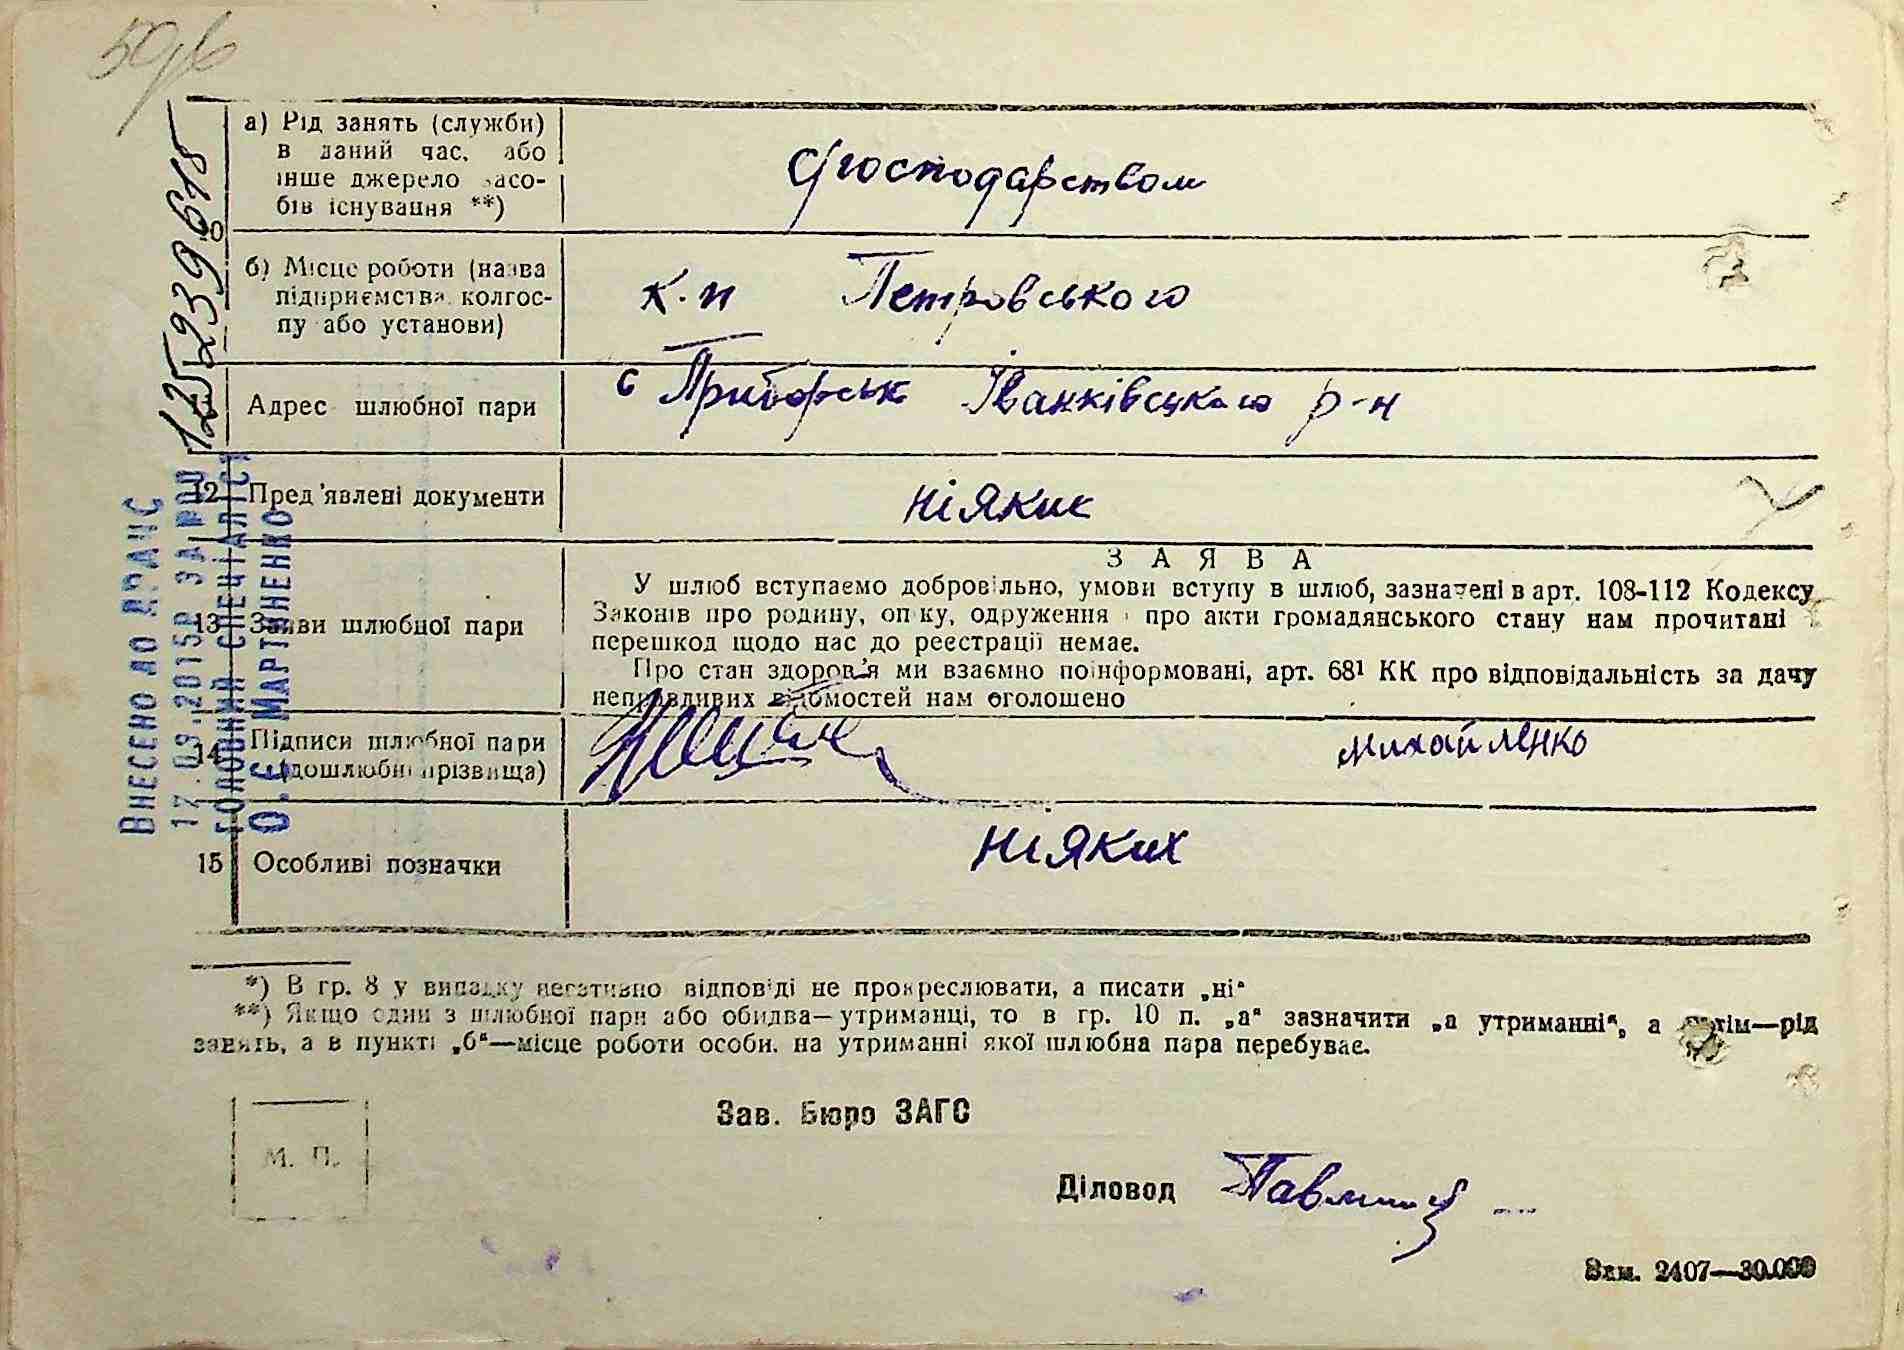 125239618
ВНЕСЕНО ДО ДРАЦС
17.09.2015р ЗА
ГОЛОВНИЙ СПЕЦІАЛІСТ
О.Є МАРТИНЕНКО
а) Рід занять (служби)
в даний час, або
інше джерело засо-
бів існування **)
С/господарством
10
б) Місце роботи (назва
підприємства, колгос-
пу або установи)
к-п Петровського
Адрес шлюбної пари
с Приборськ Іванківського р-н
12 Пред'явлені документи
ніяких
13 Заяви шлюбної пари
ЗАЯВА
У шлюб вступаємо добровільно, умови вступу в шлюб, зазначені в арт. 108-112 Кодексу
Законів про родину, опіку, одруження і про акти громадянського стану нам прочитані і
перешкод щодо нас до реєстрації немає.
Про стан здоров'я ми взаємно поінформовані, арт. 68¹ КК про відповідальність за дачу
неправдивих відомостей нам оголошено
14 Підписи шлюбної пари
(дошлюбні прізвища)
михайленко
15 Особливі позначки
ніяких
*) В гр. 8 у випадку негативно відповіді не прокреслювати, а писати „ні“
**) Якщо один з шлюбної пари або обидва—утриманці, то в гр. 10 п. „а“ зазначити „а утриманні“, а потім—рід
занять, а в пункті „б“—місце роботи особи, на утриманні якої шлюбна пара перебуває.
М. П.
Зав. Бюро ЗАГС
Діловод
Зам. 2407—30.000